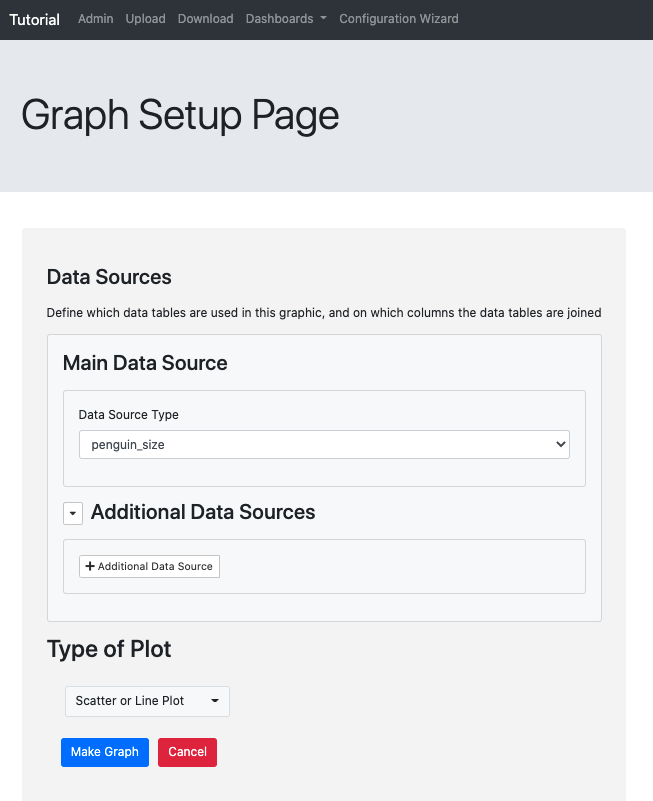 Tutorial Admin Upload Download Dashboards Configuration Wizard
Graph Setup Page
Data Sources
Define which data tables are used in this graphic, and on which columns the data tables are joined
Main Data Source
Data Source Type
penguin_size
Additional Data Sources
+ Additional Data Source
Type of Plot
Scatter or Line Plot
Make Graph Cancel